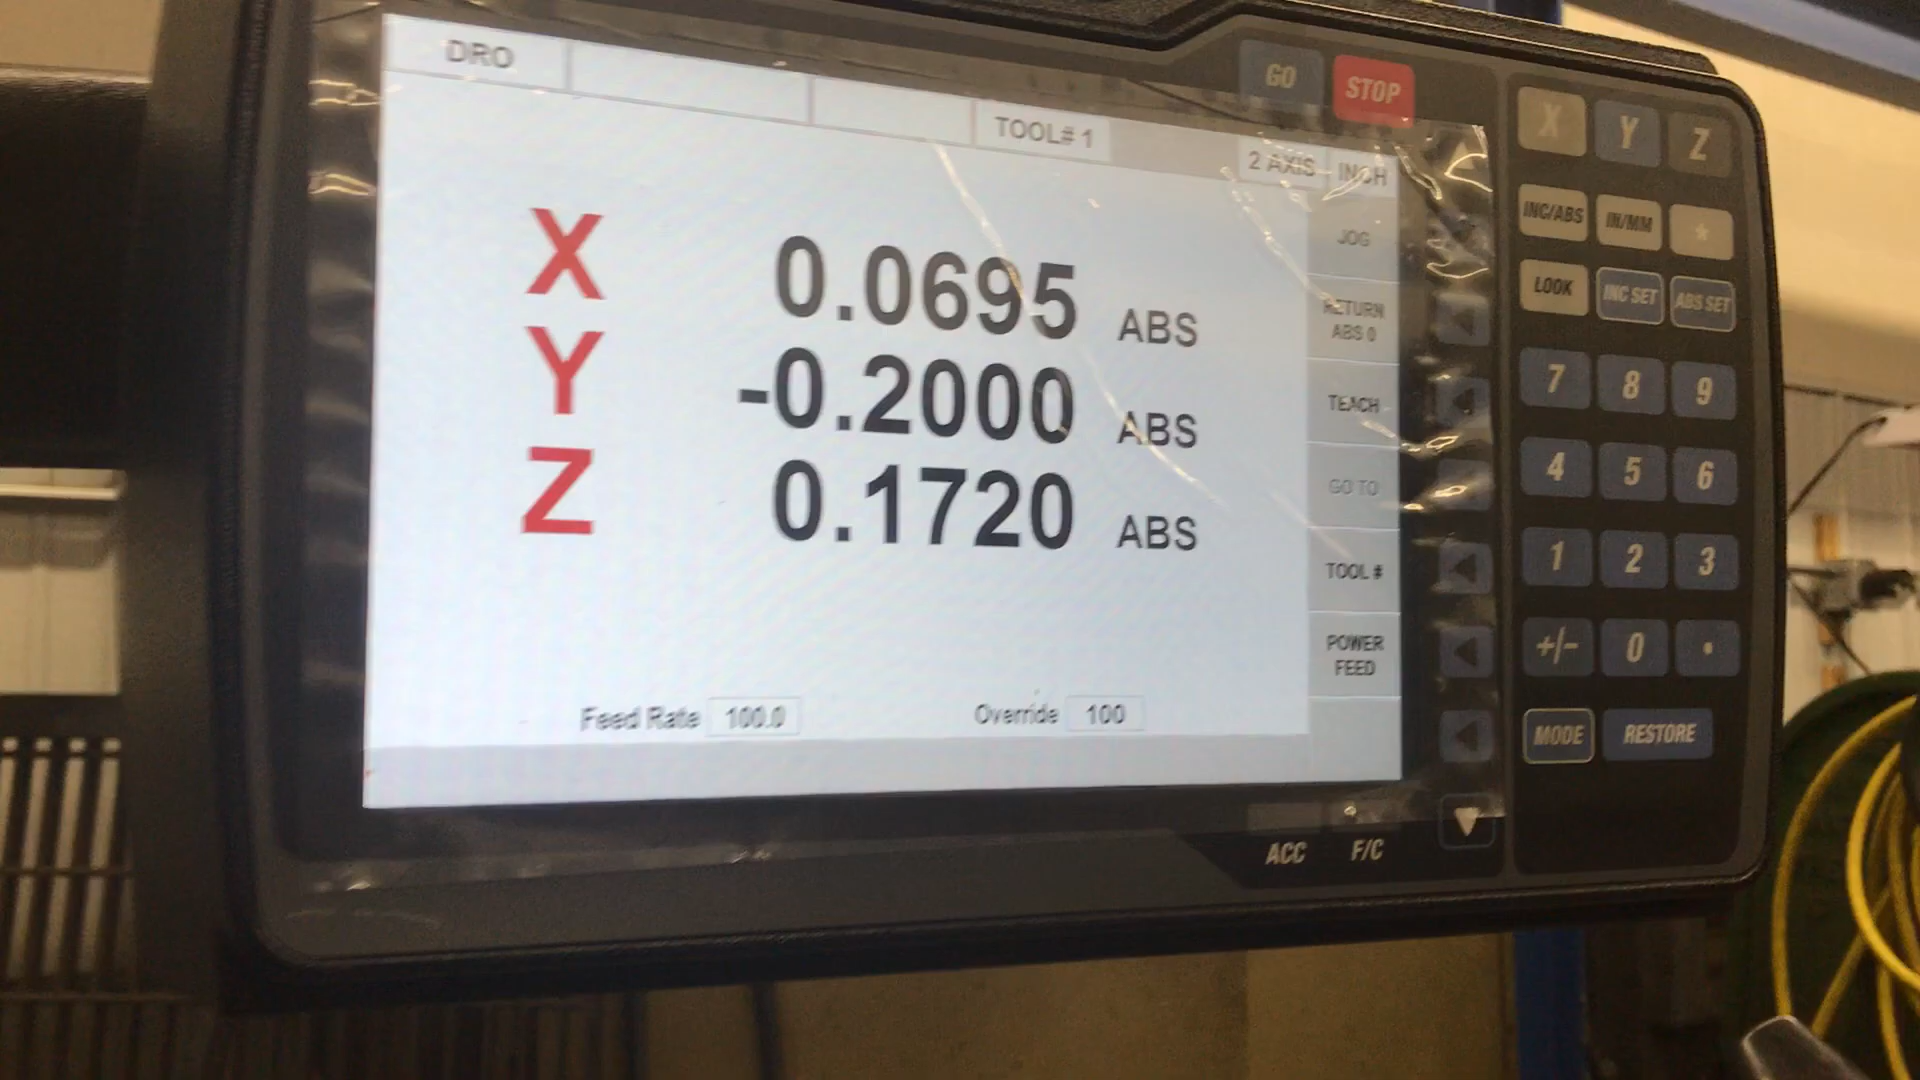 DRO
TOOL# 1
2 AXIS INCH
X 0.0695 ABS
Y -0.2000 ABS
Z 0.1720 ABS
Feed Rate 100.0 Override 100
JOG
RETURN
ABS 0
TEACH
GO TO
TOOL #
POWER
FEED
GO STOP
X Y Z
INC/ABS IN/MM *
LOOK INC SET ABS SET
7 8 9
4 5 6
1 2 3
+/- 0 .
MODE RESTORE
ACC F/C